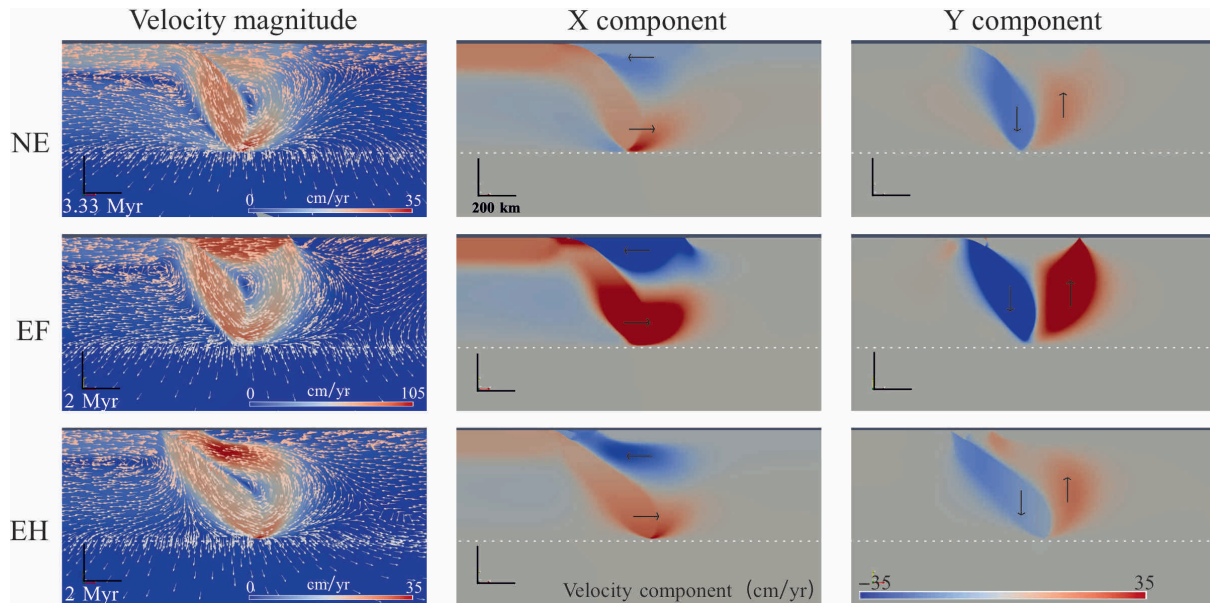 Velocity magnitude X component Y component
NE
3.33 Myr
0 cm/yr 35
200 km
EF
2 Myr
0 cm/yr 105
EH
2 Myr
0 cm/yr 35
Velocity component (cm/yr)
−35 35